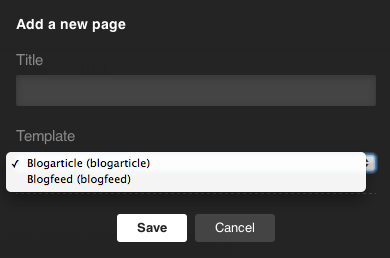 Add a new page
Title
Template
✓ Blogarticle (blogarticle)
Blogfeed (blogfeed)
Save
Cancel